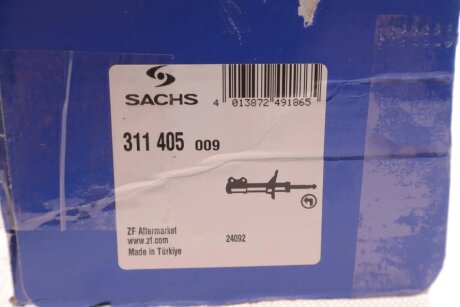 SACHS
4 013872 491865
311 405 009
ZF Aftermarket
www.zf.com
Made in Türkiye
24092